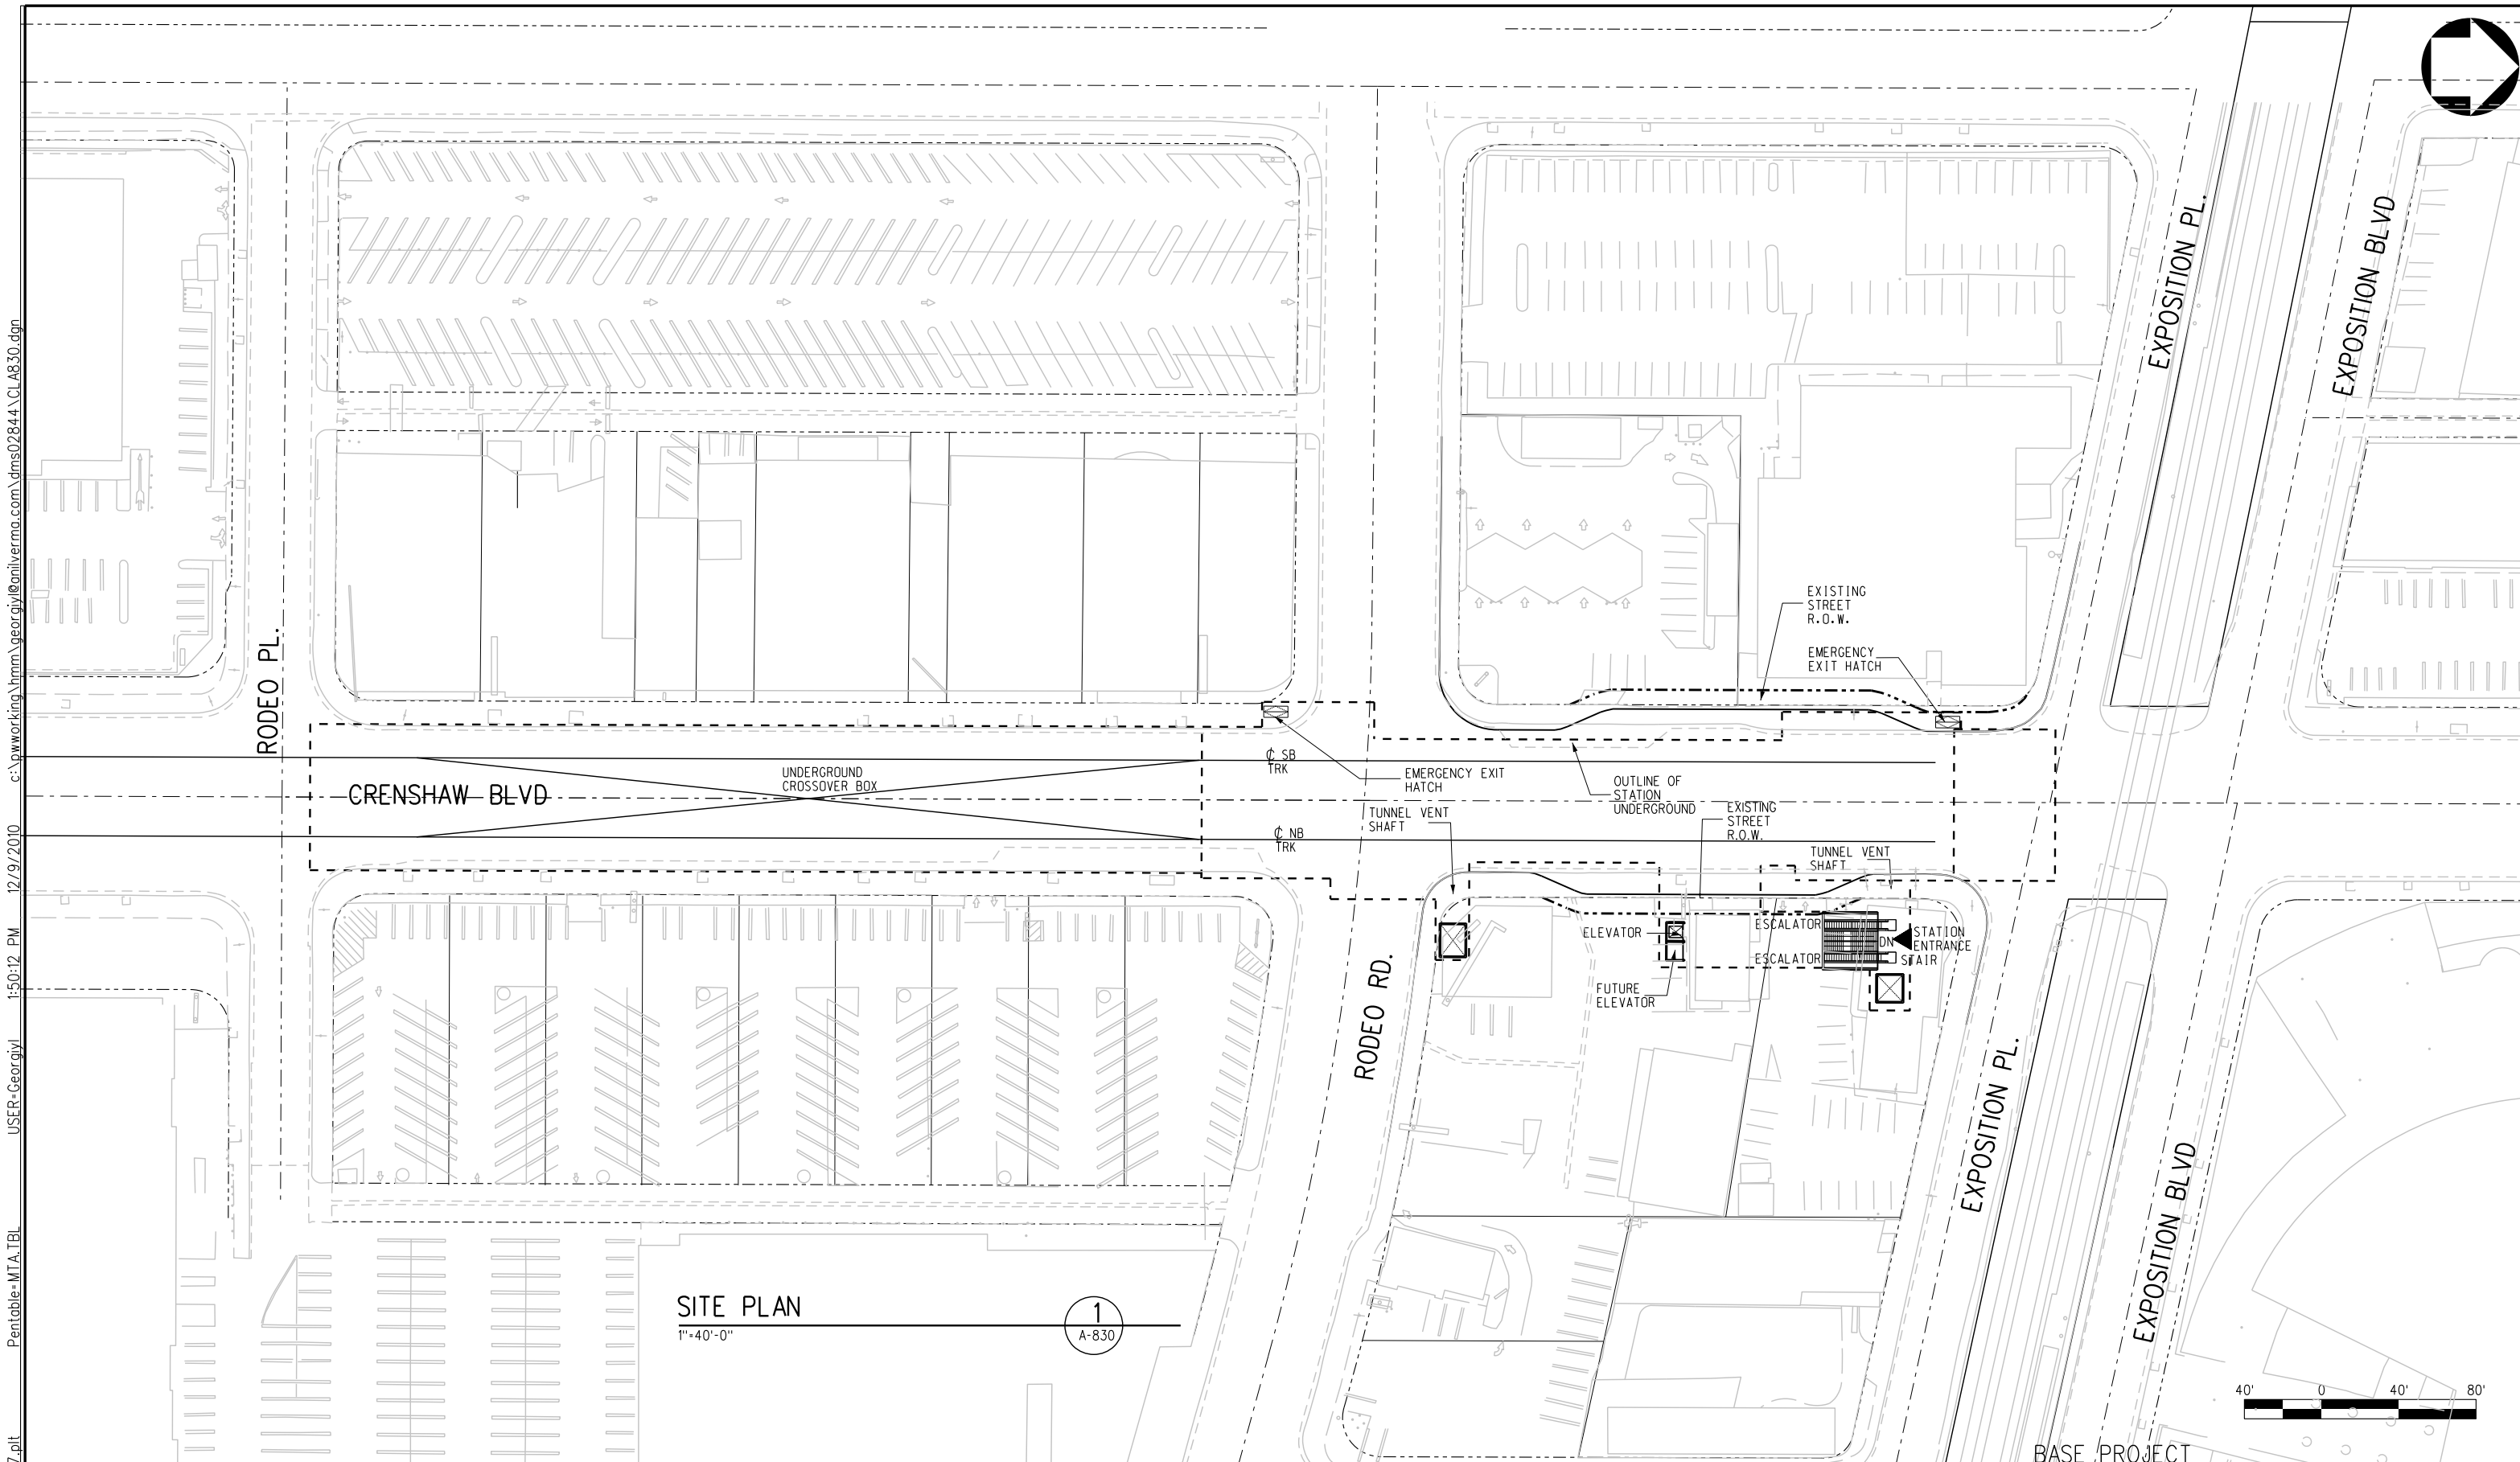 EXPOSITION PL.
EXPOSITION BLVD
EXISTING
STREET
R.O.W.
EMERGENCY
EXIT HATCH
RODEO PL.
CRENSHAW BLVD
UNDERGROUND
CROSSOVER BOX
℄ SB
TRK
EMERGENCY EXIT
HATCH
OUTLINE OF
STATION
UNDERGROUND
EXISTING
STREET
R.O.W.
TUNNEL VENT
SHAFT
℄ NB
TRK
TUNNEL VENT
SHAFT
ELEVATOR
ESCALATOR
DN
STATION
ENTRANCE
ESCALATOR
STAIR
FUTURE
ELEVATOR
RODEO RD.
EXPOSITION PL.
EXPOSITION BLVD
SITE PLAN
1"=40'-0"
1
A-830
40' 0 40' 80'
BASE PROJECT
c:\pwworking\hmm\georgiyl@anilverma.com\dms02844\CLA830.dgn
12/9/2010
1:50:12 PM
USER=Georgiyl
Pentable=MTA.TBL
7.plt